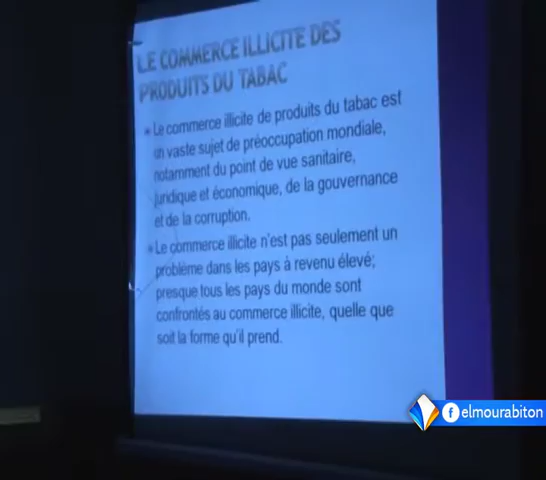 LE COMMERCE ILLICITE DES
PRODUITS DU TABAC
Le commerce illicite de produits du tabac est
un vaste sujet de préoccupation mondiale,
notamment du point de vue sanitaire,
juridique et économique, de la gouvernance
et de la corruption.
Le commerce illicite n'est pas seulement un
problème dans les pays à revenu élevé;
presque tous les pays du monde sont
confrontés au commerce illicite, quelle que
soit la forme qu'il prend.
elmourabiton